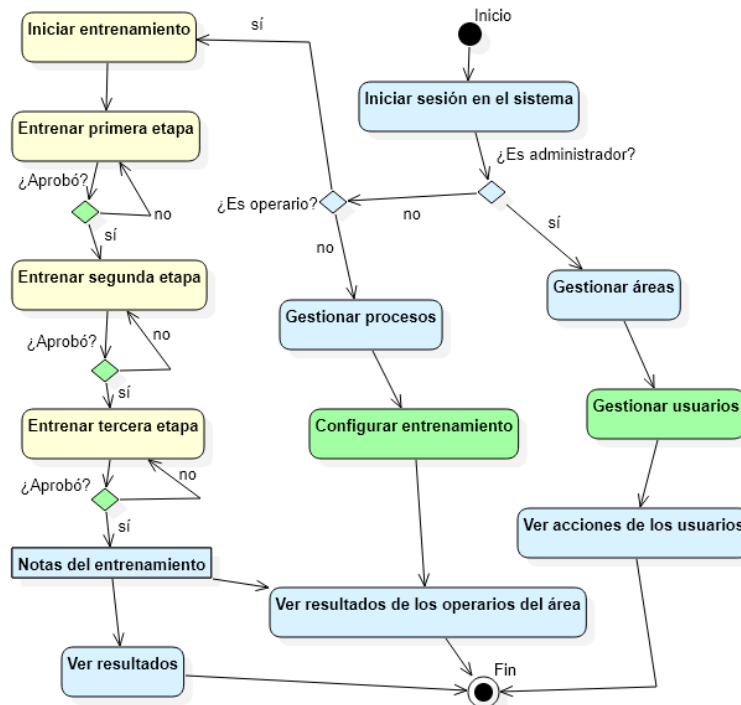 Inicio
Iniciar entrenamiento
sí
Iniciar sesión en el sistema
Entrenar primera etapa
¿Es administrador?
¿Aprobó?
no
¿Es operario?
no
sí
sí
no
Entrenar segunda etapa
Gestionar áreas
Gestionar procesos
¿Aprobó?
no
sí
Gestionar usuarios
Entrenar tercera etapa
Configurar entrenamiento
¿Aprobó?
no
sí
Ver acciones de los usuarios
Notas del entrenamiento
Ver resultados de los operarios del área
Ver resultados
Fin